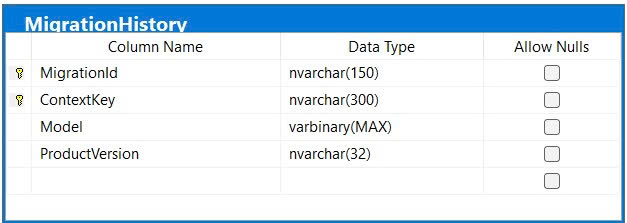 MigrationHistory
Column Name Data Type Allow Nulls
MigrationId nvarchar(150)
ContextKey nvarchar(300)
Model varbinary(MAX)
ProductVersion nvarchar(32)